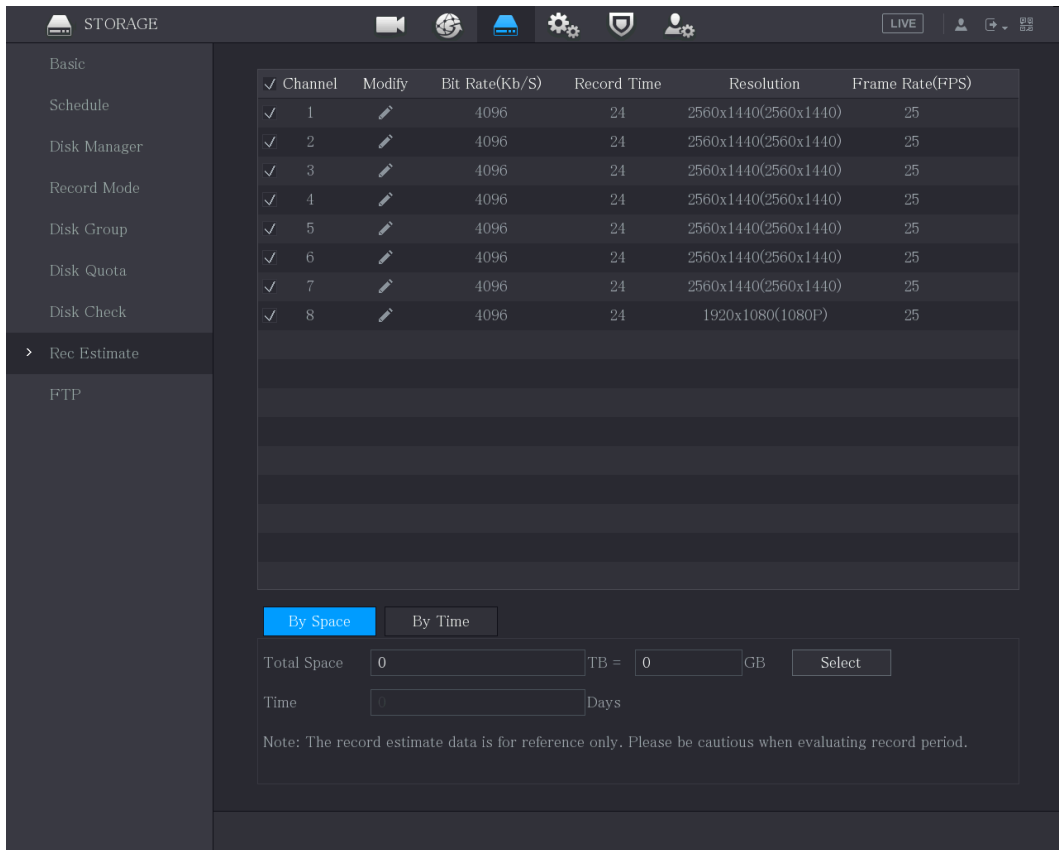 STORAGE LIVE
Basic
Schedule
Disk Manager
Record Mode
Disk Group
Disk Quota
Disk Check
Rec Estimate
FTP
Channel Modify Bit Rate(Kb/S) Record Time Resolution Frame Rate(FPS)
1 4096 24 2560x1440(2560x1440) 25
2 4096 24 2560x1440(2560x1440) 25
3 4096 24 2560x1440(2560x1440) 25
4 4096 24 2560x1440(2560x1440) 25
5 4096 24 2560x1440(2560x1440) 25
6 4096 24 2560x1440(2560x1440) 25
7 4096 24 2560x1440(2560x1440) 25
8 4096 24 1920x1080(1080P) 25
By Space By Time
Total Space 0 TB = 0 GB Select
Time 0 Days
Note: The record estimate data is for reference only. Please be cautious when evaluating record period.